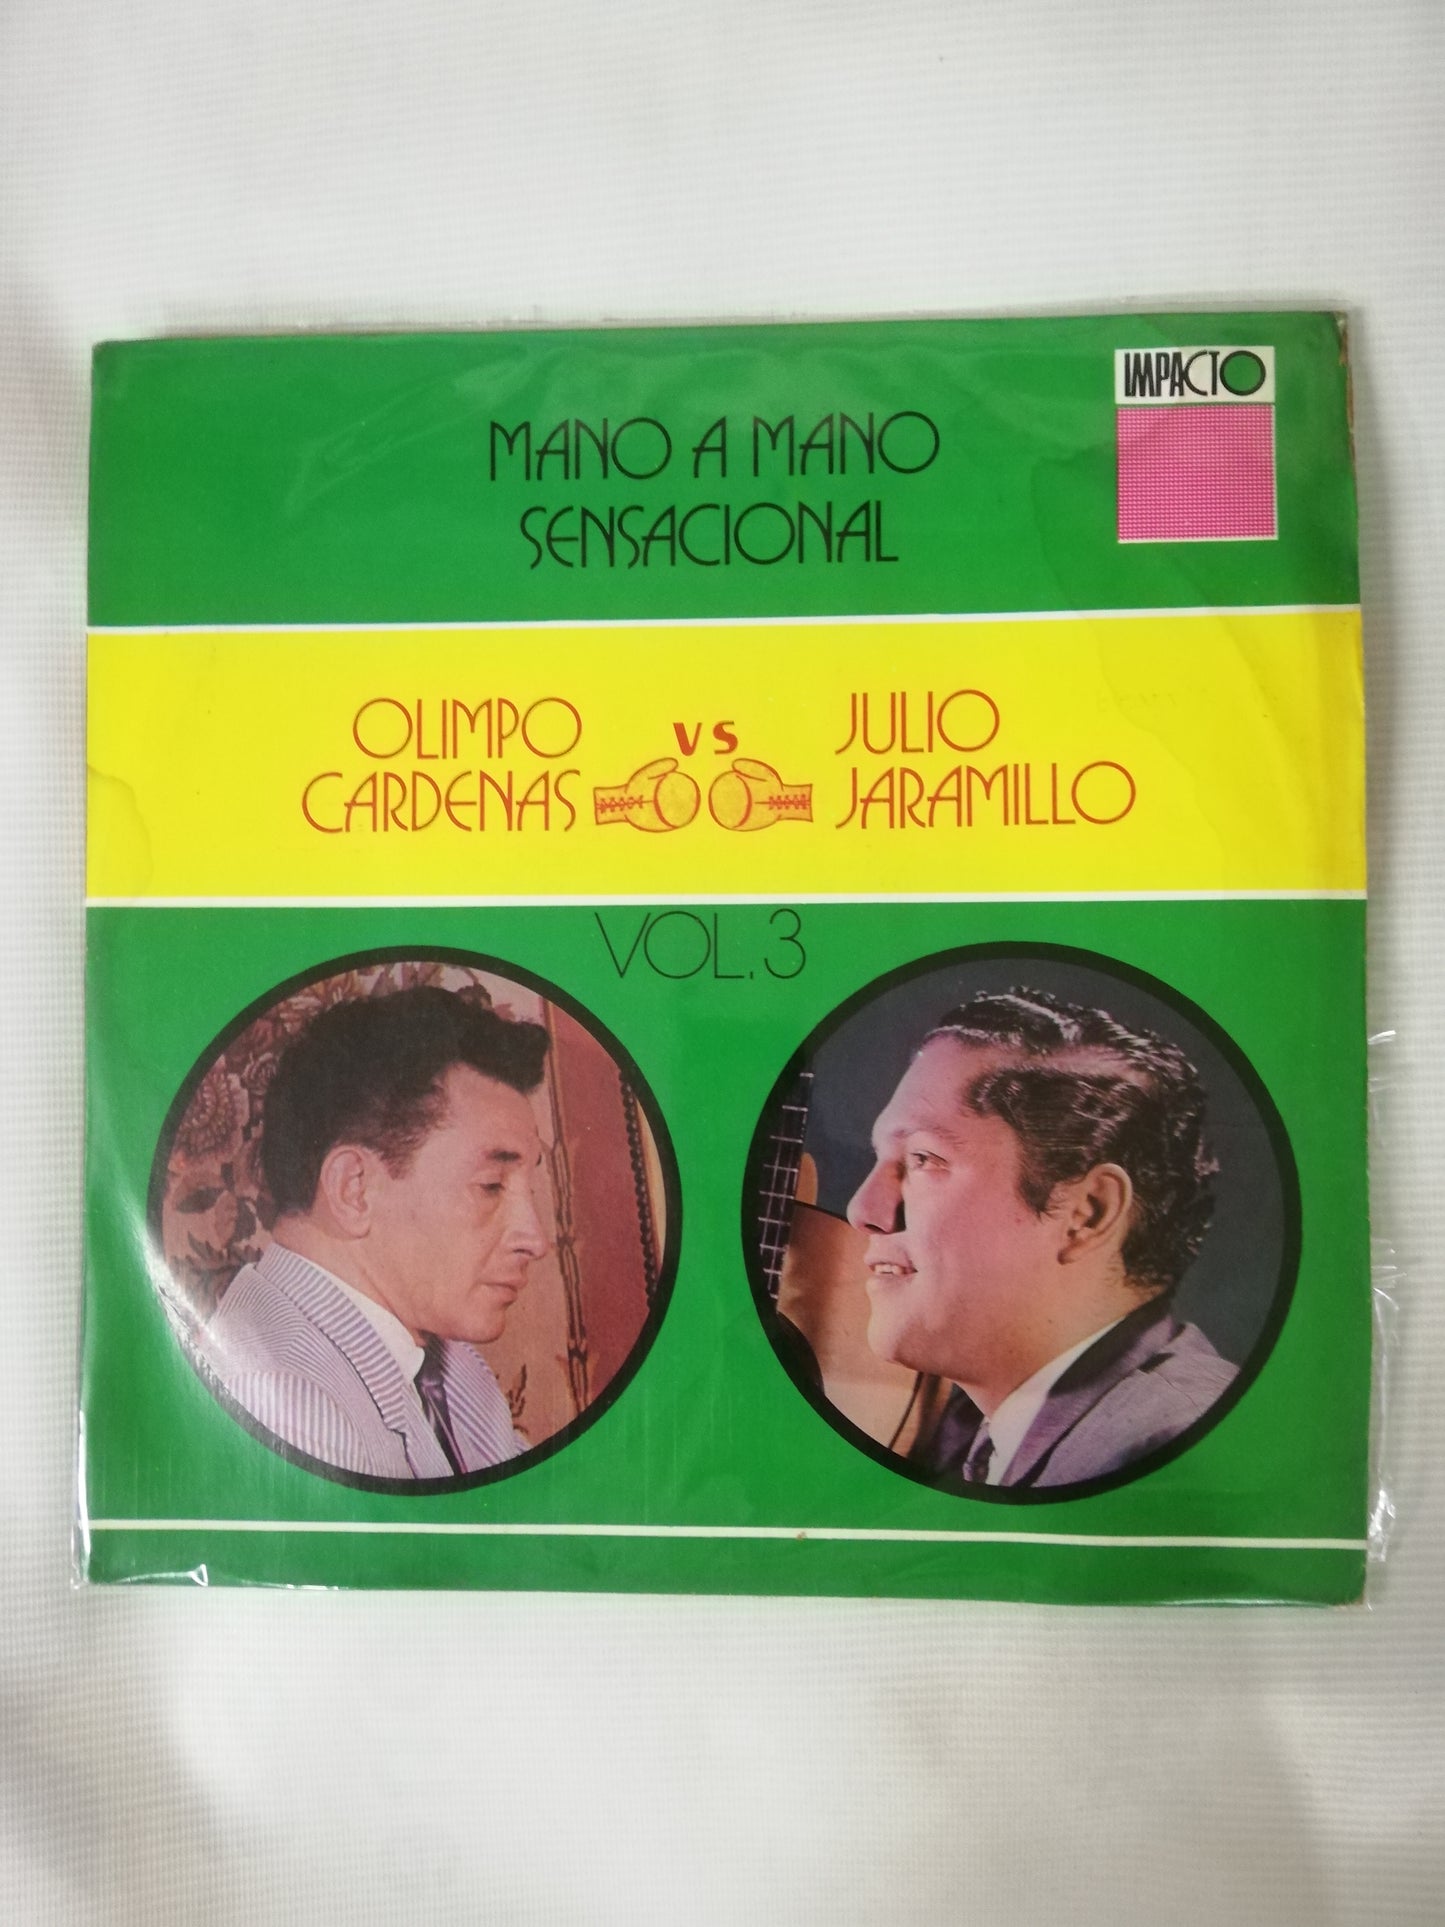 IMPACTO
MANO A MANO
SENSACIONAL
OLIMPO
CARDENAS
VS
JULIO
JARAMILLO
VOL.3